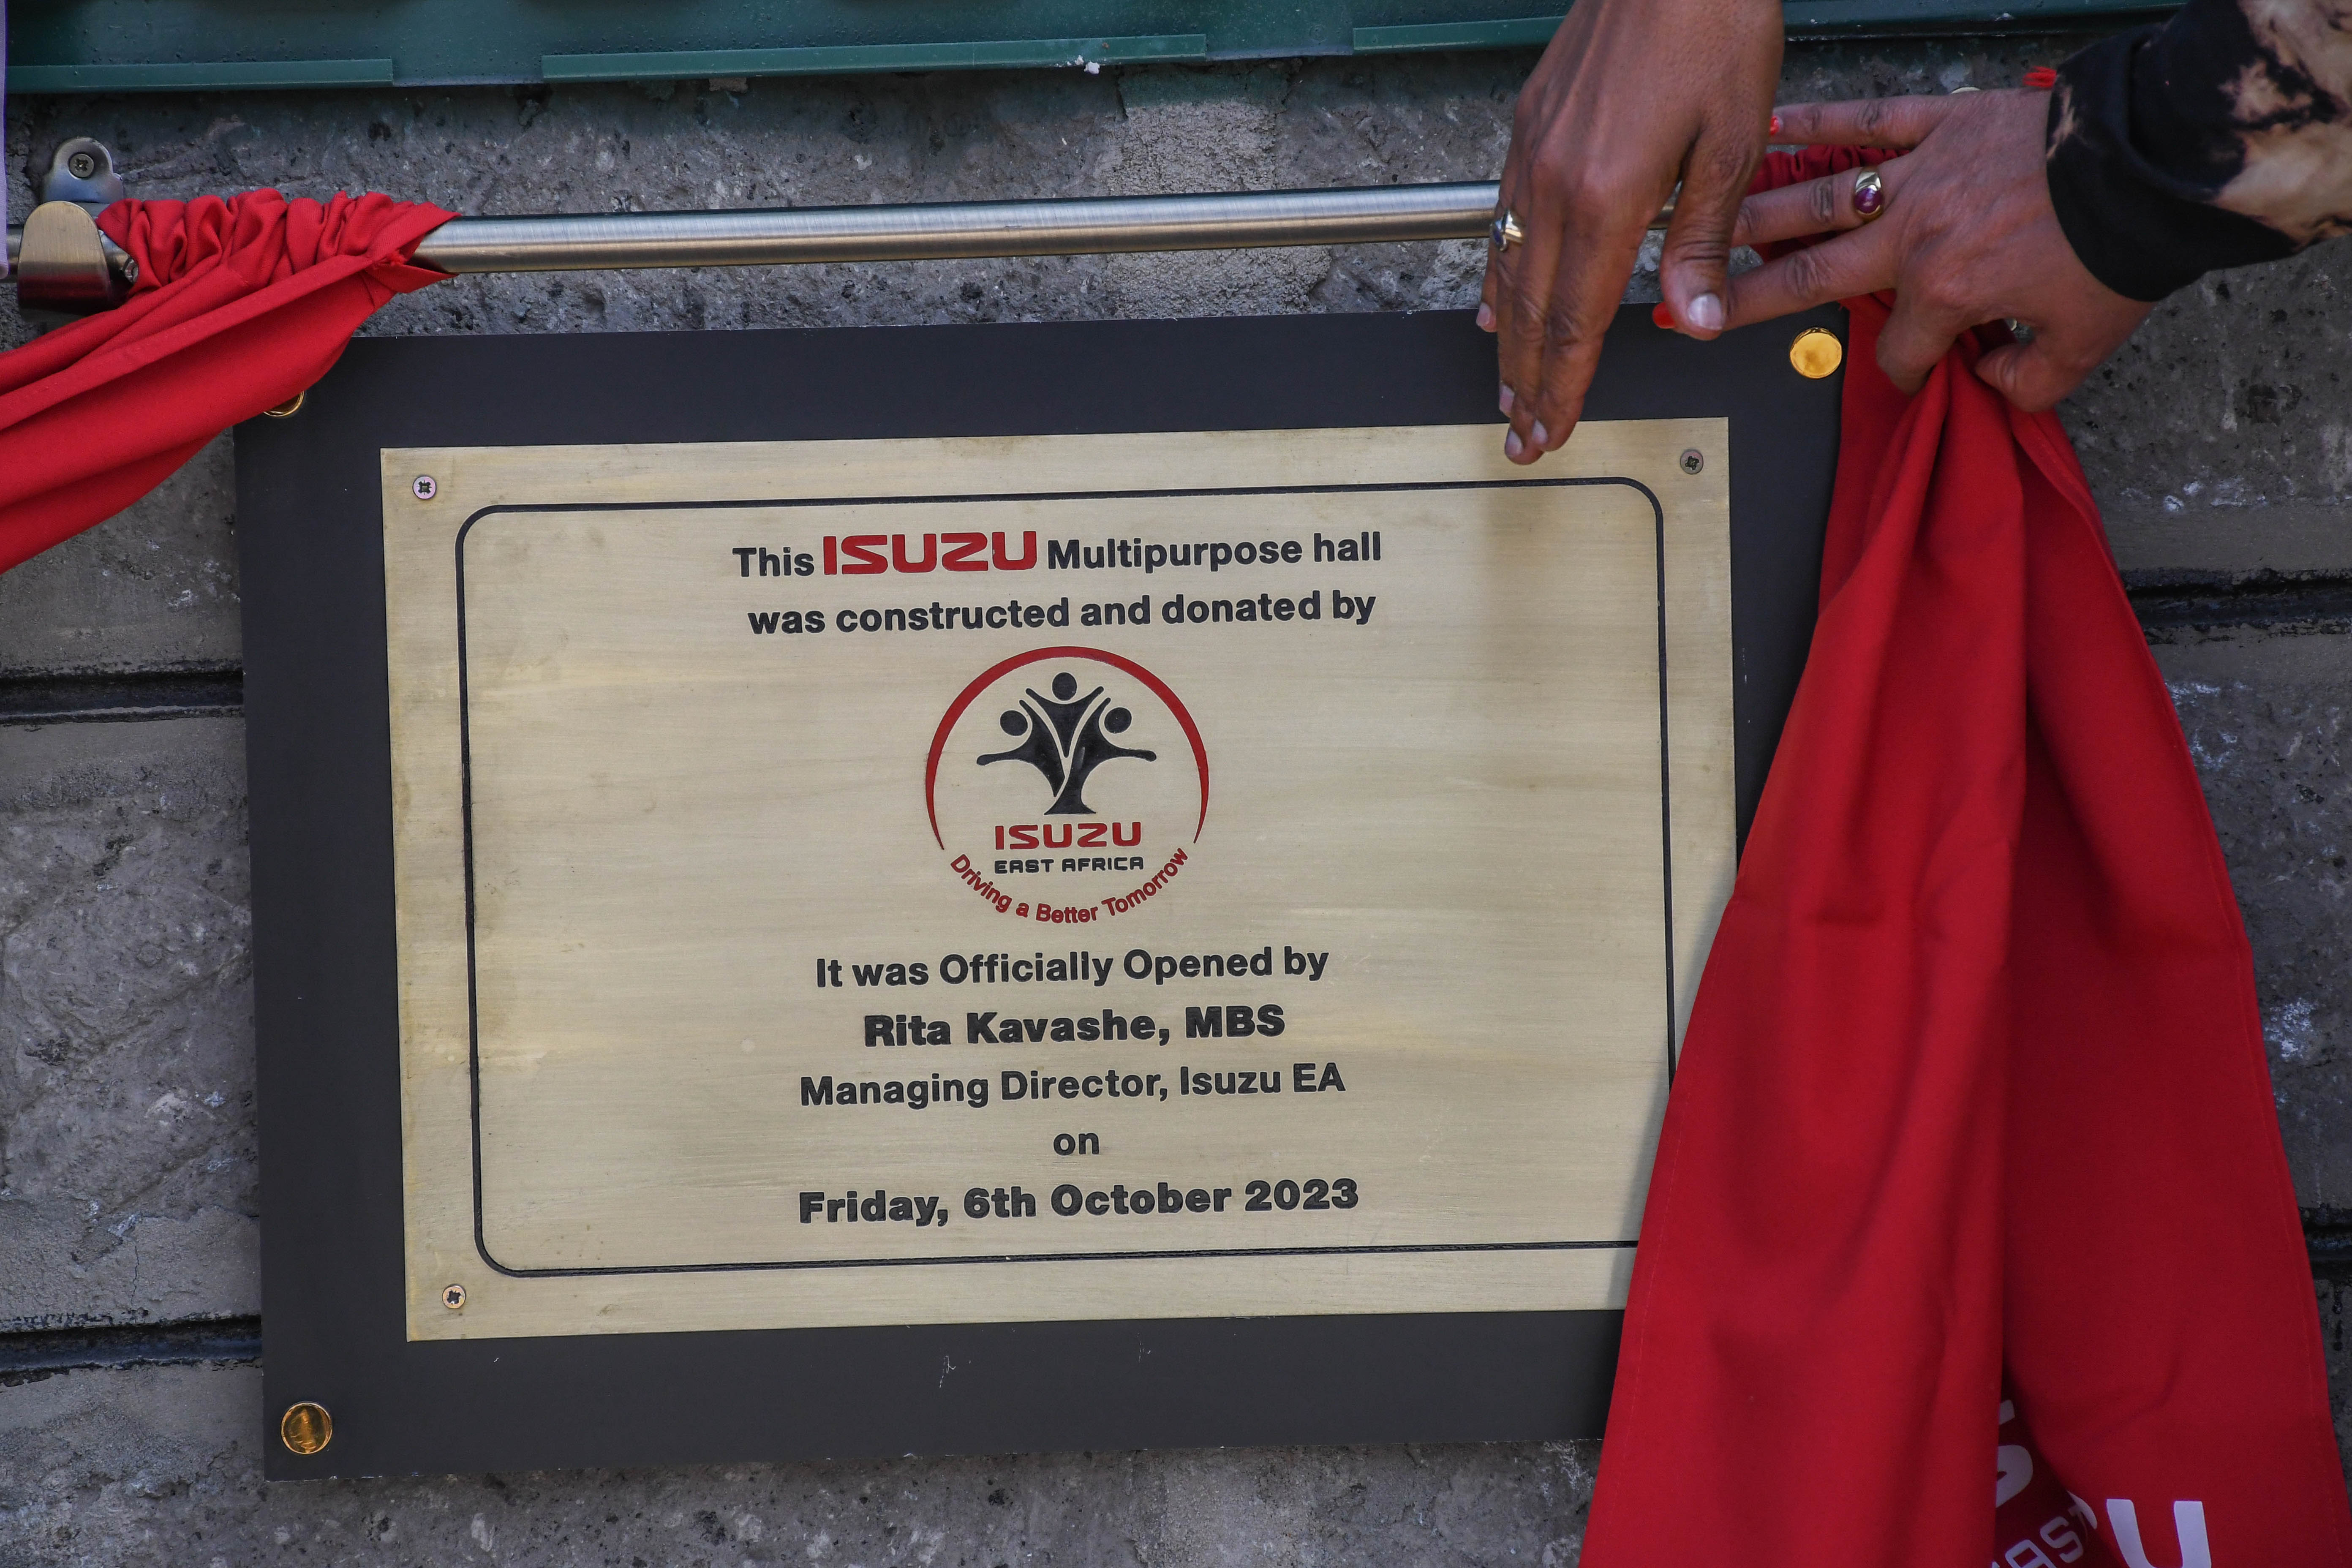 This ISUZU Multipurpose hall
was constructed and donated by
ISUZU
EAST AFRICA
Driving a Better Tomorrow
It was Officially Opened by
Rita Kavashe, MBS
Managing Director, Isuzu EA
on
Friday, 6th October 2023